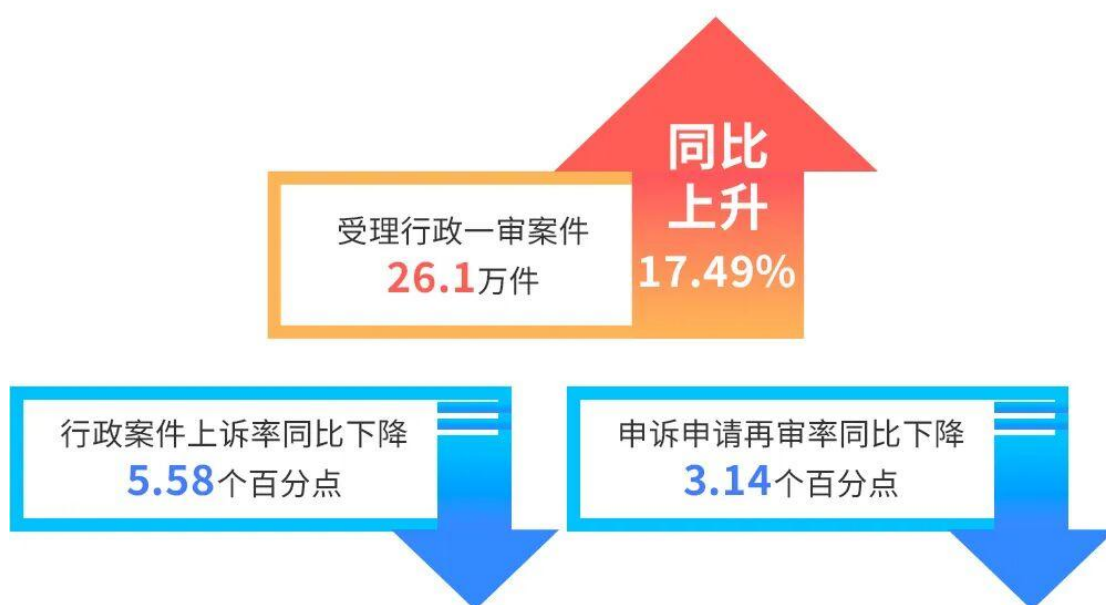 同比
上升
17.49%
受理行政一审案件
26.1万件
行政案件上诉率同比下降
5.58个百分点
申诉申请再审率同比下降
3.14个百分点